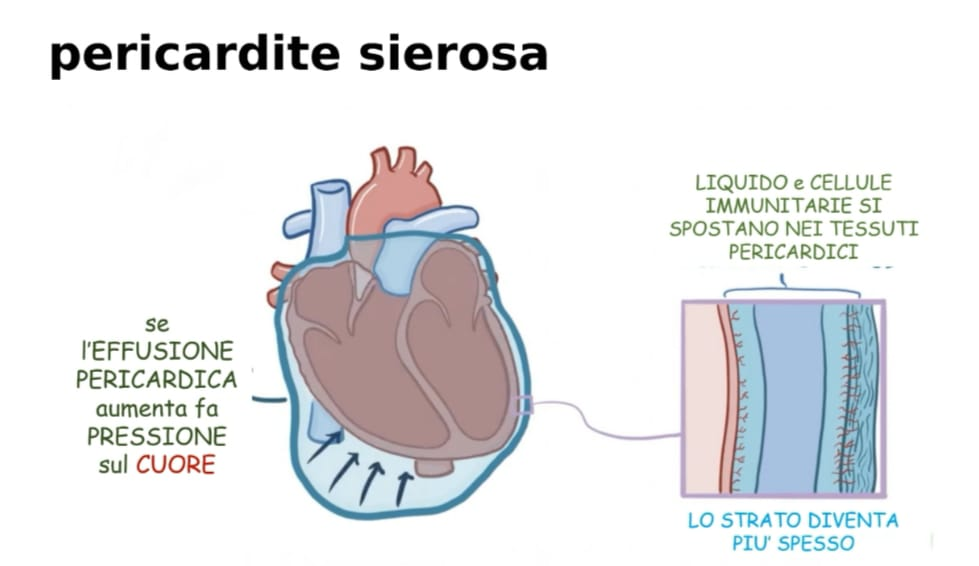 pericardite sierosa
LIQUIDO e CELLULE
IMMUNITARIE SI
SPOSTANO NEI TESSUTI
PERICARDICI
se
l'EFFUSIONE
PERICARDICA
aumenta fa
PRESSIONE
sul CUORE
LO STRATO DIVENTA
PIU' SPESSO